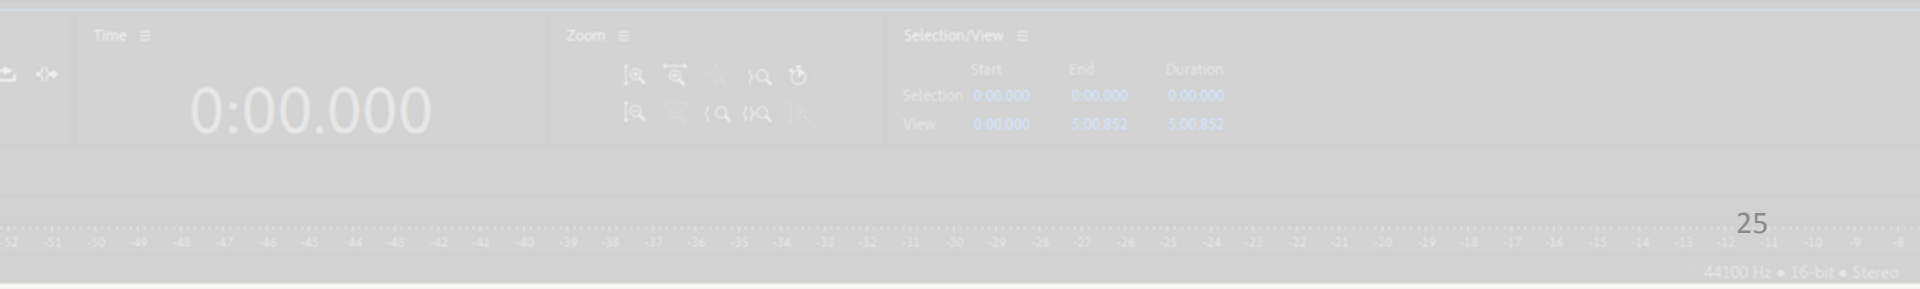 Time
0:00.000
Zoom
Selection/View
Start End Duration
Selection 0:00.000 0:00.000 0:00.000
View 0:00.000 5:00.852 5:00.852
25
-52 -51 -50 -49 -48 -47 -46 -45 -44 -43 -42 -41 -40 -39 -38 -37 -36 -35 -34 -33 -32 -31 -30 -29 -28 -27 -26 -25 -24 -23 -22 -21 -20 -19 -18 -17 -16 -15 -14 -13 -12 -11 -10 -9 -8
44100 Hz ● 16-bit ● Stereo